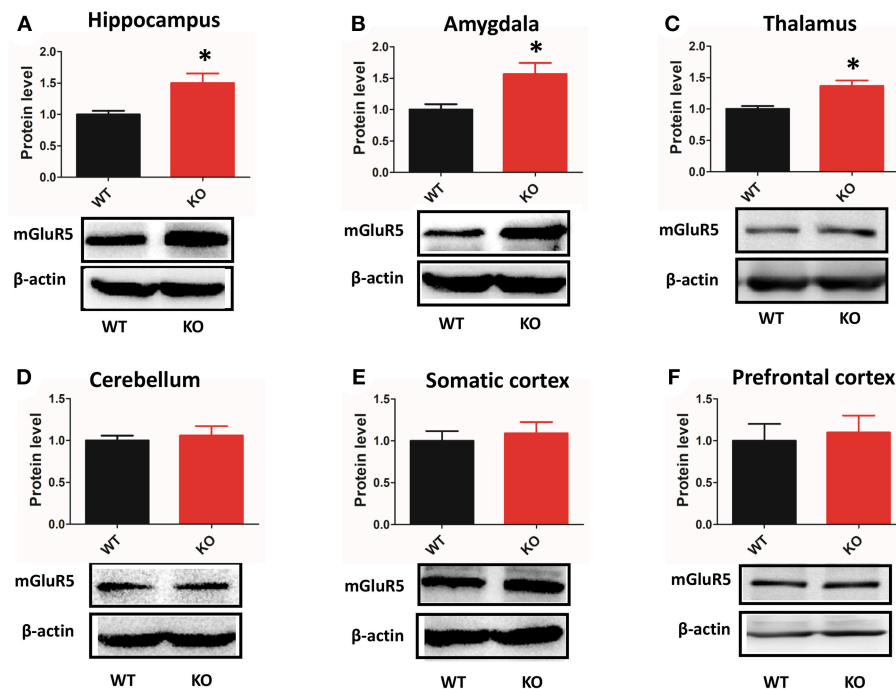 A Hippocampus
Protein level
2.0
1.5
1.0
0.5
0.0
*
WT KO
mGluR5
β-actin
WT KO
B Amygdala
Protein level
2.0
1.5
1.0
0.5
0.0
*
WT KO
mGluR5
β-actin
WT KO
C Thalamus
Protein level
2.0
1.5
1.0
0.5
0.0
*
WT KO
mGluR5
β-actin
WT KO
D Cerebellum
Protein level
1.5
1.0
0.5
0.0
WT KO
mGluR5
β-actin
WT KO
E Somatic cortex
Protein level
1.5
1.0
0.5
0.0
WT KO
mGluR5
β-actin
WT KO
F Prefrontal cortex
Protein level
1.5
1.0
0.5
0.0
WT KO
mGluR5
β-actin
WT KO